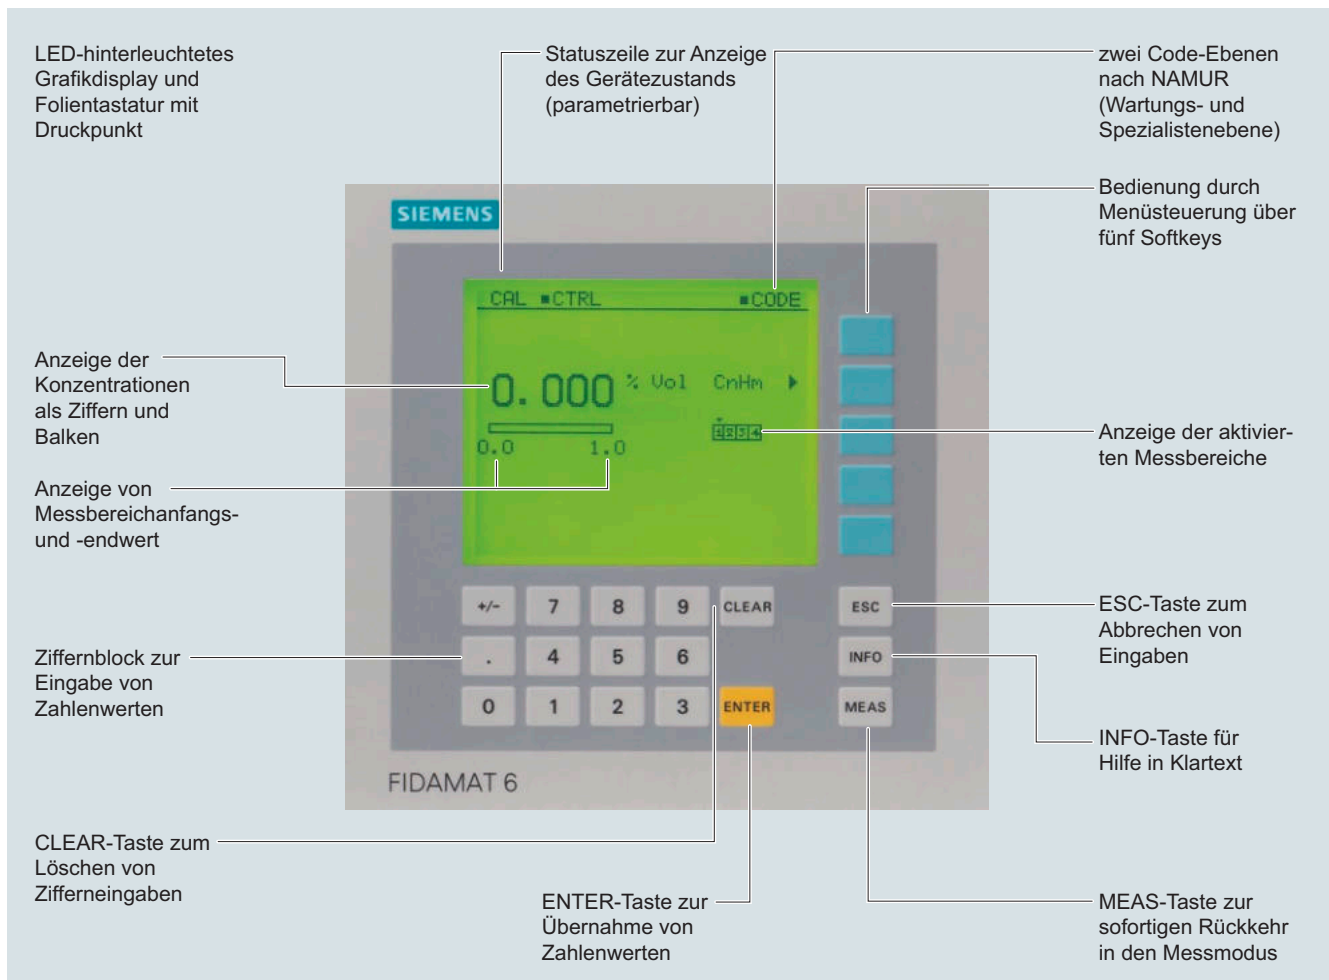 LED-hinterleuchtetes
Grafikdisplay und
Folientastatur mit
Druckpunkt
Statuszeile zur Anzeige
des Gerätezustands
(parametrierbar)
zwei Code-Ebenen
nach NAMUR
(Wartungs- und
Spezialistenebene)
Bedienung durch
Menüsteuerung über
fünf Softkeys
SIEMENS
CAL ■CTRL ■CODE
Anzeige der
Konzentrationen
als Ziffern und
Balken
0.000 % Vol CnHm
1 2 3 4
0.0 1.0
Anzeige der aktivier-
ten Messbereiche
Anzeige von
Messbereichanfangs-
und -endwert
+/- 7 8 9 CLEAR ESC
. 4 5 6 INFO
0 1 2 3 ENTER MEAS
ESC-Taste zum
Abbrechen von
Eingaben
Ziffernblock zur
Eingabe von
Zahlenwerten
INFO-Taste für
Hilfe in Klartext
FIDAMAT 6
CLEAR-Taste zum
Löschen von
Zifferneingaben
ENTER-Taste zur
Übernahme von
Zahlenwerten
MEAS-Taste zur
sofortigen Rückkehr
in den Messmodus